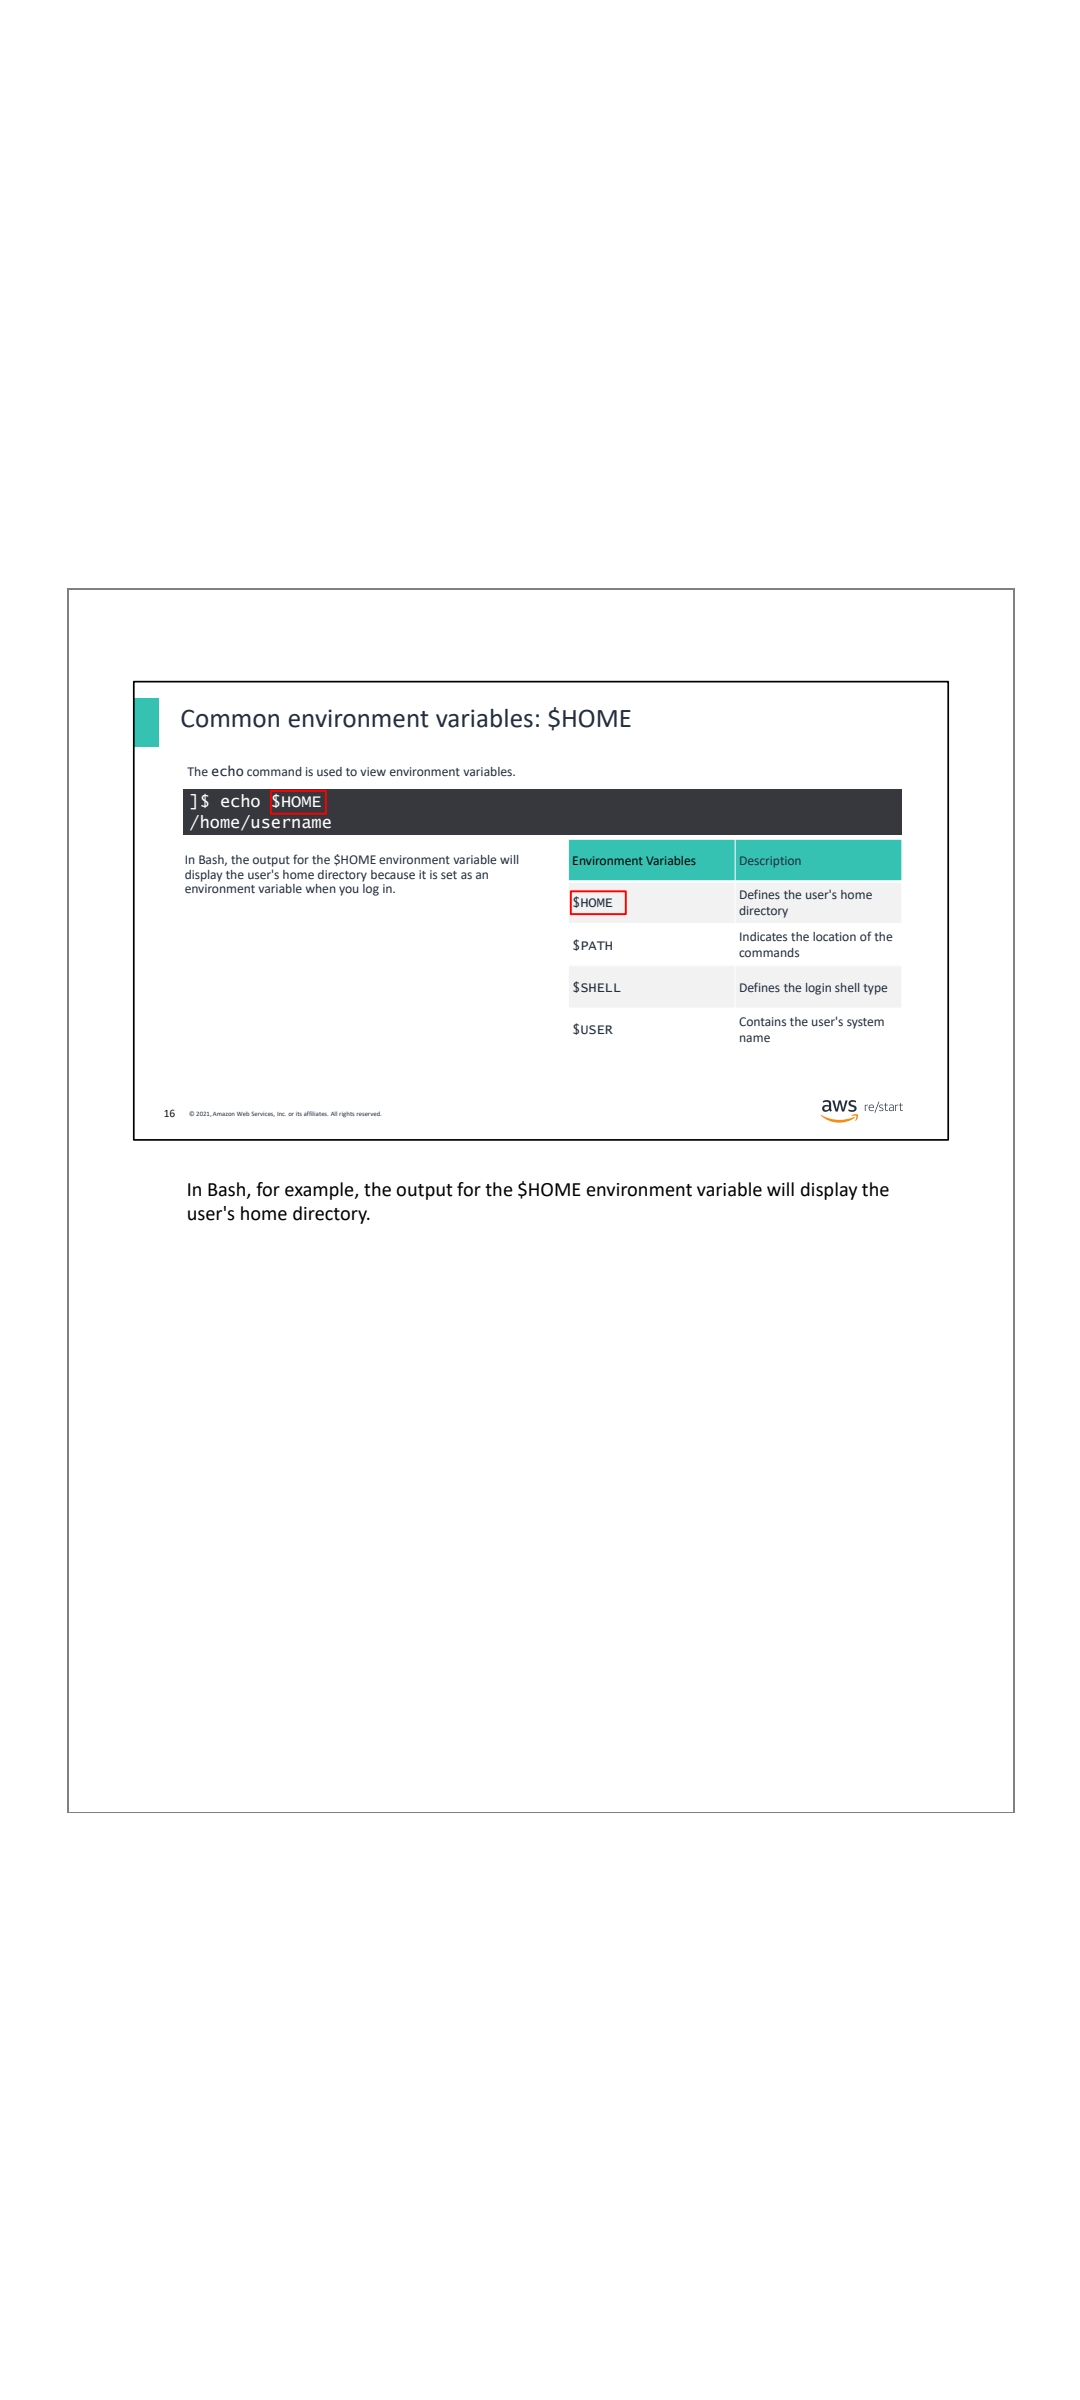 Common environment variables: $HOME
The echo command is used to view environment variables.
]$ echo $HOME
/home/username
In Bash, the output for the $HOME environment variable will
display the user's home directory because it is set as an
environment variable when you log in.
Environment Variables Description
$HOME Defines the user's home
directory
$PATH Indicates the location of the
commands
$SHELL Defines the login shell type
$USER Contains the user's system
name
16 © 2021, Amazon Web Services, Inc. or its affiliates. All rights reserved.
aws re/start
In Bash, for example, the output for the $HOME environment variable will display the
user's home directory.